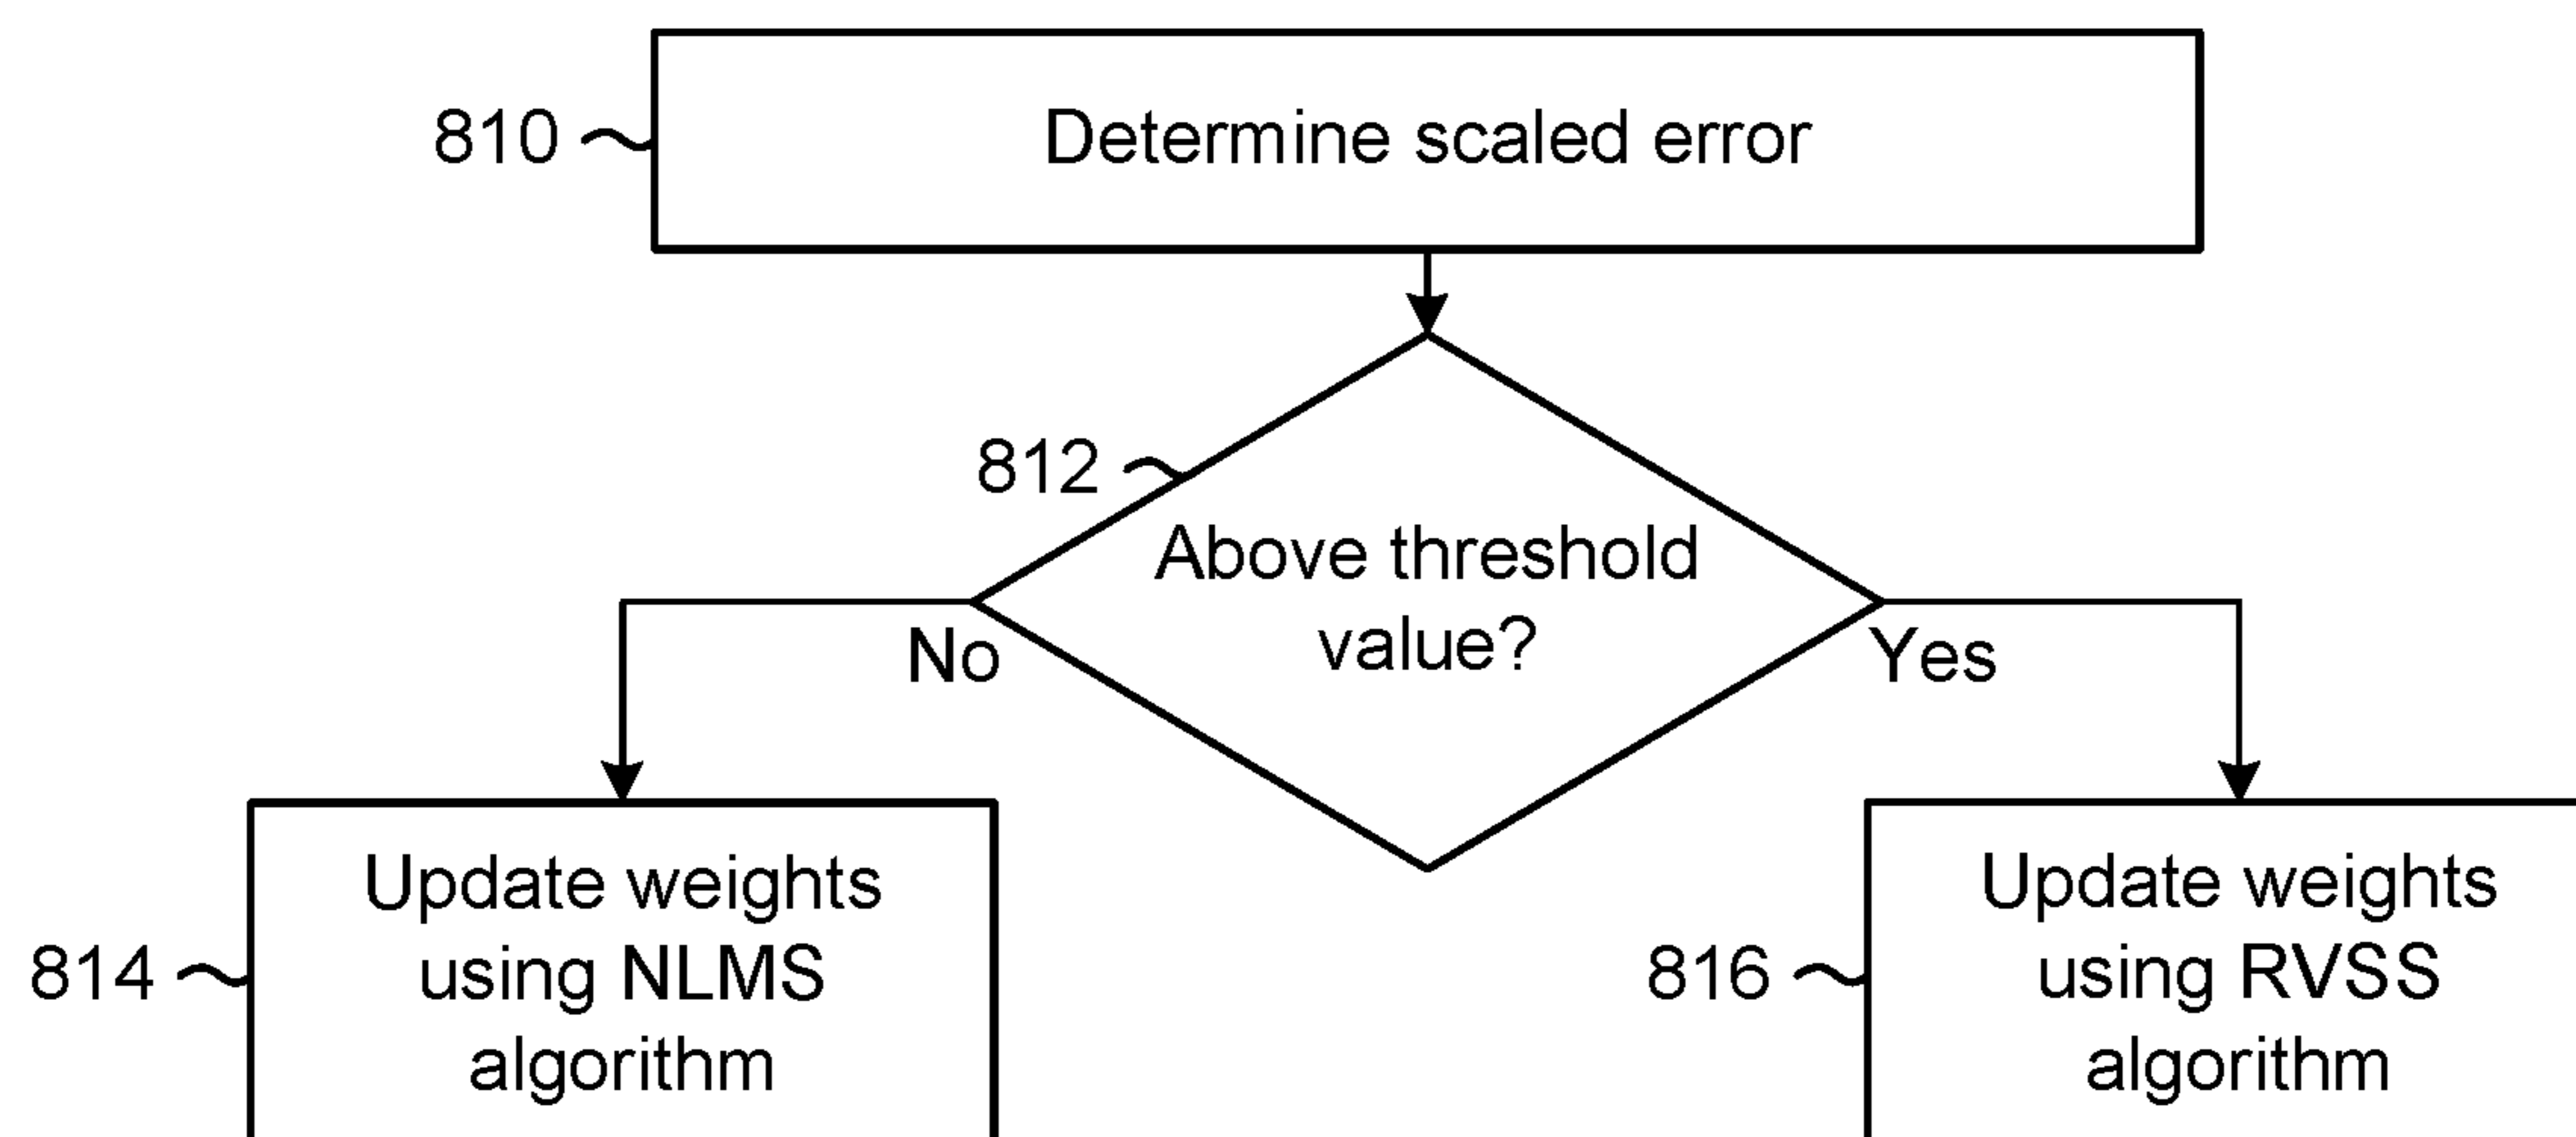 810
Determine scaled error
812
Above threshold
value?
No
Yes
814
Update weights
using NLMS
algorithm
816
Update weights
using RVSS
algorithm